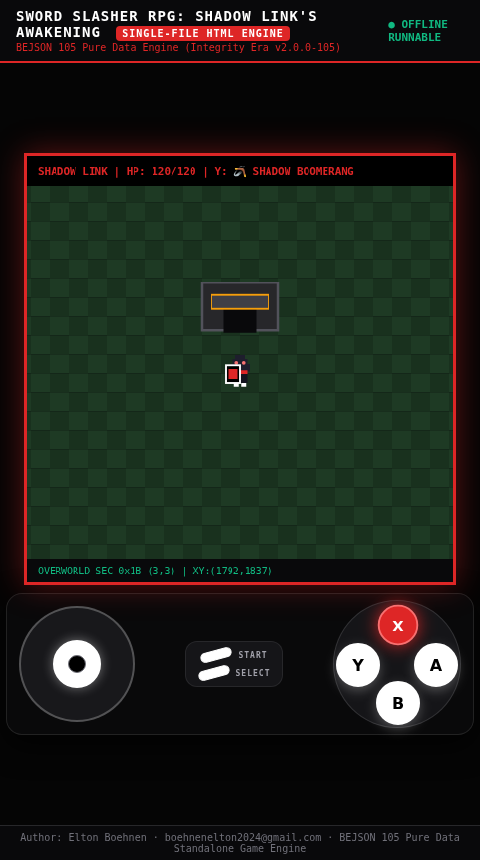 SWORD SLASHER RPG: SHADOW LINK'S
AWAKENING SINGLE-FILE HTML ENGINE
BEJSON 105 Pure Data Engine (Integrity Era v2.0.0-105)
● OFFLINE
RUNNABLE
SHADOW LINK | HP: 120/120 | Y: 🪃 SHADOW BOOMERANG
OVERWORLD SEC 0x1B (3,3) | XY:(1792,1837)
START
SELECT
X
Y
A
B
Author: Elton Boehnen · boehnenelton2024@gmail.com · BEJSON 105 Pure Data
Standalone Game Engine